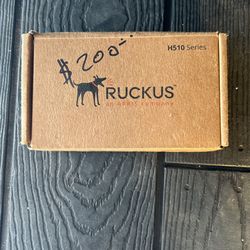 $200-
H510 Series
RUCKUS
an ARRIS company